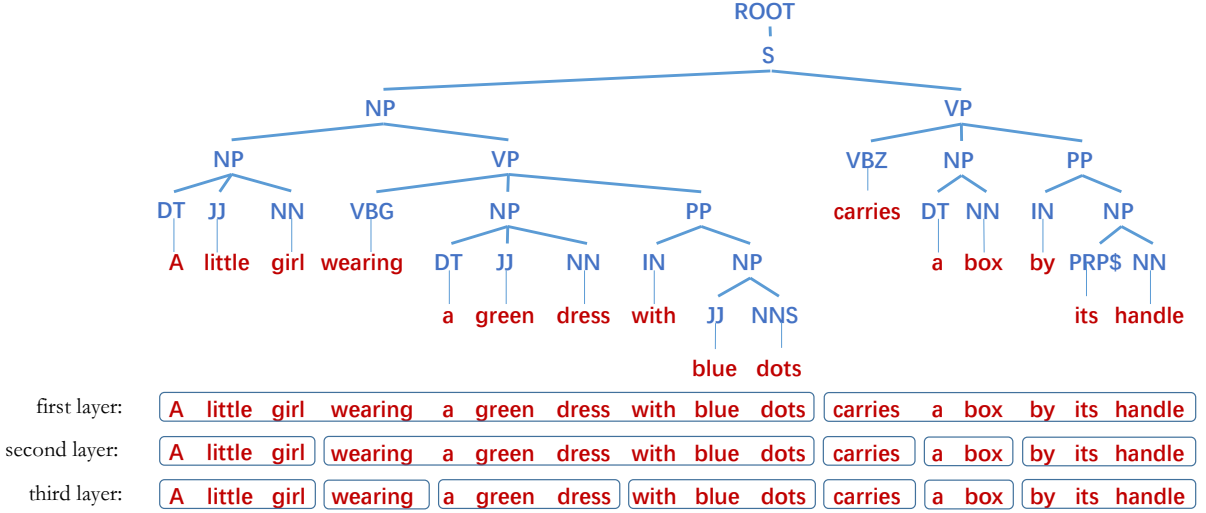 ROOT
S
NP VP
NP VP VBZ NP PP
DT JJ NN VBG NP PP carries DT NN IN NP
A little girl wearing DT JJ NN IN NP a box by PRP$ NN
a green dress with JJ NNS its handle
blue dots
first layer: A little girl wearing a green dress with blue dots carries a box by its handle
second layer: A little girl wearing a green dress with blue dots carries a box by its handle
third layer: A little girl wearing a green dress with blue dots carries a box by its handle